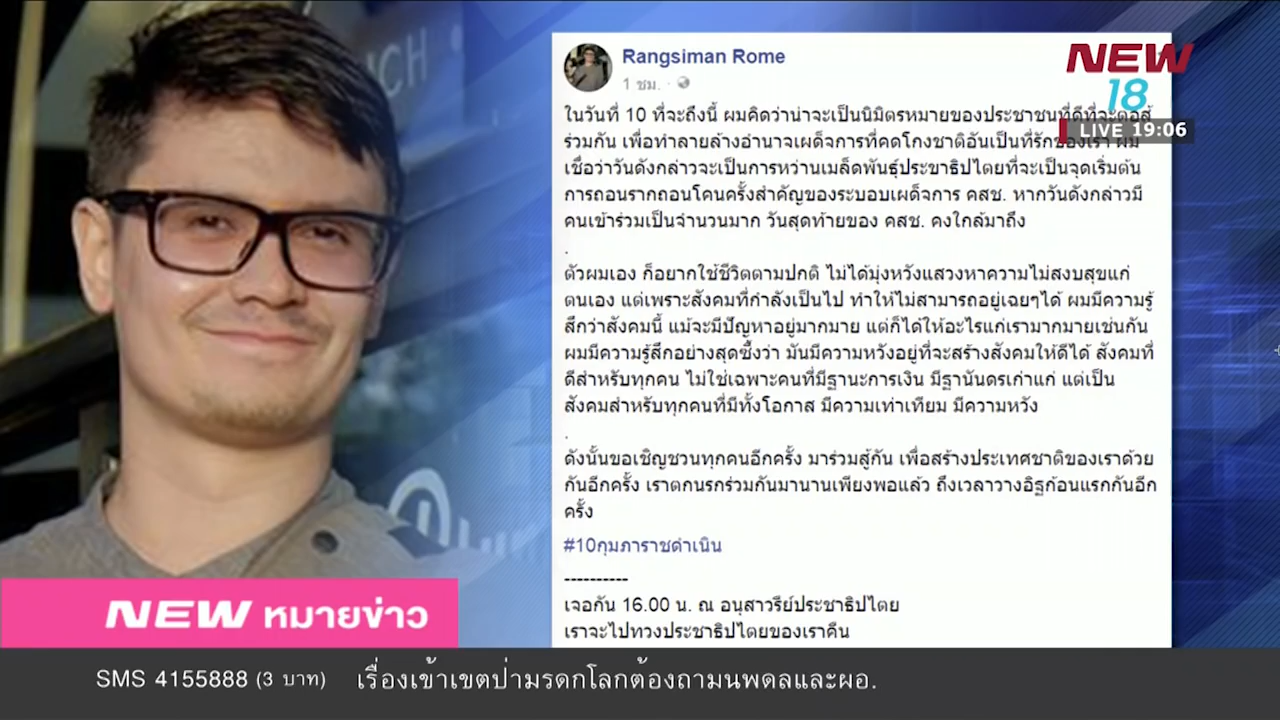 Rangsiman Rome
1 ชม.
NEW
18
LIVE 19:06
ในวันที่ 10 ที่จะถึงนี้ ผมคิดว่าน่าจะเป็นนิมิตรหมายของประชาชนที่ดีที่จะต่อสู้
ร่วมกัน เพื่อทำลายล้างอำนาจเผด็จการที่คดโกงชาติอันเป็นที่รักของเรา ผม
เชื่อว่าวันดังกล่าวจะเป็นการหว่านเมล็ดพันธุ์ประชาธิปไตยที่จะเป็นจุดเริ่มต้น
การถอนรากถอนโคนครั้งสำคัญของระบอบเผด็จการ คสช. หากวันดังกล่าวมี
คนเข้าร่วมเป็นจำนวนมาก วันสุดท้ายของ คสช. คงใกล้มาถึง
.
ตัวผมเอง ก็อยากใช้ชีวิตตามปกติ ไม่ได้มุ่งหวังแสวงหาความไม่สงบสุขแก่
ตนเอง แต่เพราะสังคมที่กำลังเป็นไป ทำให้ไม่สามารถอยู่เฉยๆได้ ผมมีความรู้
สึกว่าสังคมนี้ แม้จะมีปัญหาอยู่มากมาย แต่ก็ได้ให้อะไรแก่เรามากมายเช่นกัน
ผมมีความรู้สึกอย่างสุดซึ้งว่า มันมีความหวังอยู่ที่จะสร้างสังคมให้ดีได้ สังคมที่
ดีสำหรับทุกคน ไม่ใช่เฉพาะคนที่มีฐานะการเงิน มีฐานันดรเก่าแก่ แต่เป็น
สังคมสำหรับทุกคนที่มีทั้งโอกาส มีความเท่าเทียม มีความหวัง
.
ดังนั้นขอเชิญชวนทุกคนอีกครั้ง มาร่วมสู้กัน เพื่อสร้างประเทศชาติของเราด้วย
กันอีกครั้ง เราตกนรกร่วมกันมานานเพียงพอแล้ว ถึงเวลาวางอิฐก้อนแรกกันอีก
ครั้ง
#10กุมภาราชดำเนิน
----------
เจอกัน 16.00 น. ณ อนุสาวรีย์ประชาธิปไตย
เราจะไปทวงประชาธิปไตยของเราคืน
NEW หมายข่าว
SMS 4155888 (3 บาท) เรื่องเข้าเขตป่ามรดกโลกต้องถามนพดลและผอ.